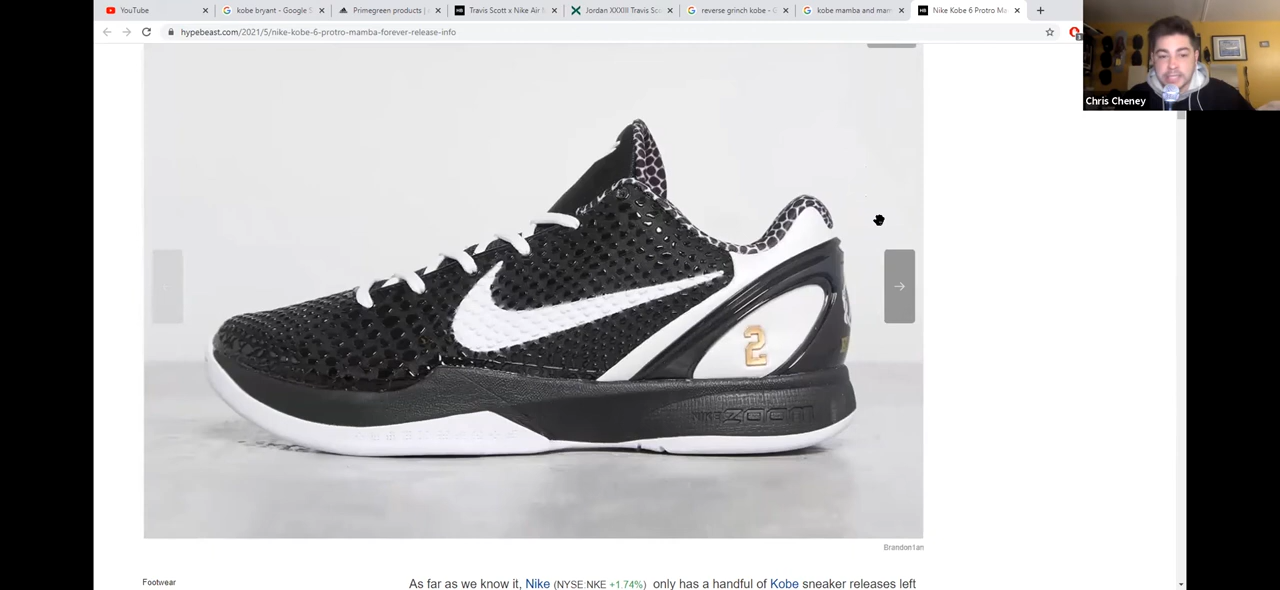 YouTube
kobe bryant - Google S
Primegreen products |
Travis Scott x Nike Air M
Jordan XXXIII Travis Sco
reverse grinch kobe - G
kobe mamba and mam
Nike Kobe 6 Protro Ma
hypebeast.com/2021/5/nike-kobe-6-protro-mamba-forever-release-info
Chris Cheney
2
NIKE ZOOM
Brandon1an
Footwear
As far as we know it, Nike (NYSE:NKE +1.74%) only has a handful of Kobe sneaker releases left